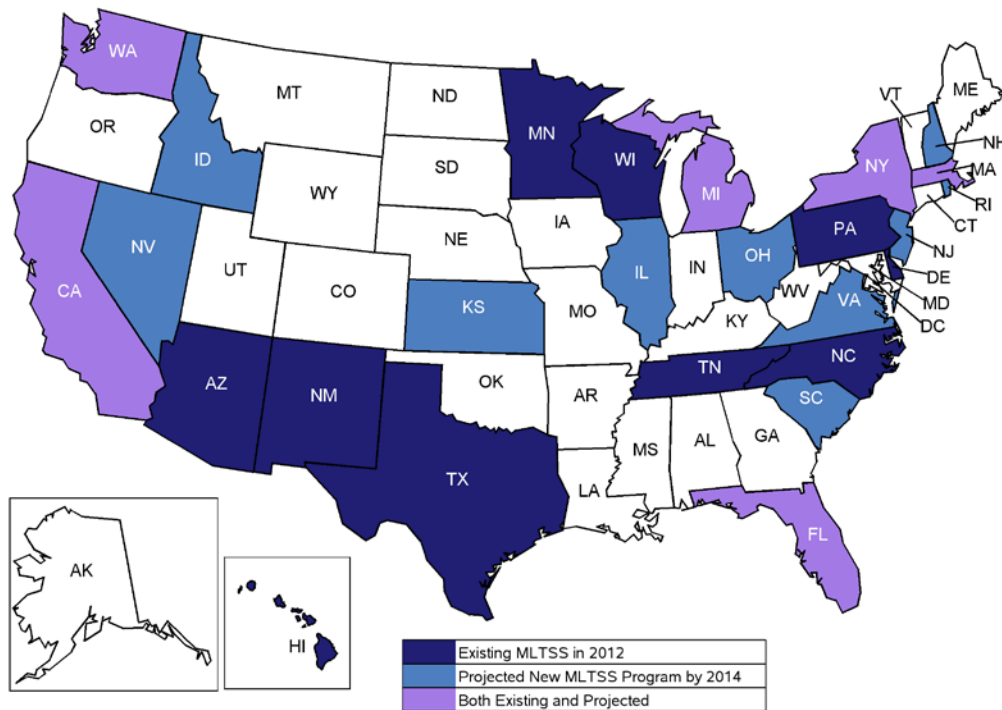 WA
MT
ND
ME
VT
OR
MN
NH
ID
SD
WI
NY
MA
WY
MI
RI
IA
CT
NE
PA
NV
OH
NJ
UT
IL
IN
DE
CA
CO
WV
MD
KS
MO
VA
DC
KY
TN
NC
AZ
NM
OK
AR
SC
MS
AL
GA
TX
LA
FL
AK
HI
Existing MLTSS in 2012
Projected New MLTSS Program by 2014
Both Existing and Projected